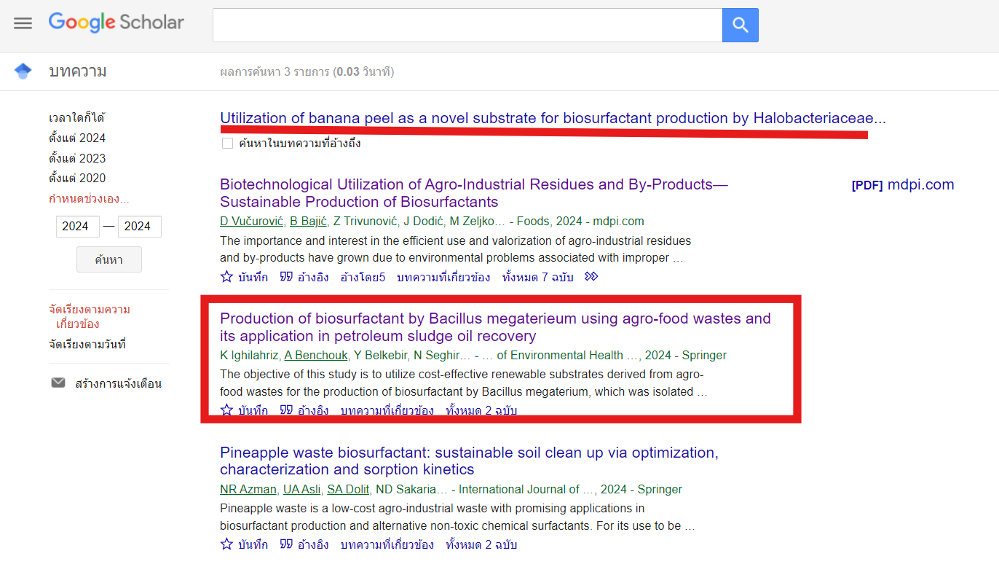 Google Scholar
บทความ
ผลการค้นหา 3 รายการ (0.03 วินาที)
เวลาใดก็ได้
ตั้งแต่ 2024
ตั้งแต่ 2023
ตั้งแต่ 2020
กำหนดช่วงเอง...
2024 — 2024
ค้นหา
จัดเรียงตามความ
เกี่ยวข้อง
จัดเรียงตามวันที่
สร้างการแจ้งเตือน
Utilization of banana peel as a novel substrate for biosurfactant production by Halobacteriaceae...
ค้นหาในบทความที่อ้างถึง
Biotechnological Utilization of Agro-Industrial Residues and By-Products—
Sustainable Production of Biosurfactants
[PDF] mdpi.com
D Vučurović, B Bajić, Z Trivunović, J Dodić, M Zeljko… - Foods, 2024 - mdpi.com
The importance and interest in the efficient use and valorization of agro-industrial residues
and by-products have grown due to environmental problems associated with improper …
บันทึก อ้างอิง อ้างโดย5 บทความที่เกี่ยวข้อง ทั้งหมด 7 ฉบับ
Production of biosurfactant by Bacillus megaterieum using agro-food wastes and
its application in petroleum sludge oil recovery
K Ighilahriz, A Benchouk, Y Belkebir, N Seghir… - … of Environmental Health …, 2024 - Springer
The objective of this study is to utilize cost-effective renewable substrates derived from agro-
food wastes for the production of biosurfactant by Bacillus megaterium, which was isolated …
บันทึก อ้างอิง บทความที่เกี่ยวข้อง ทั้งหมด 2 ฉบับ
Pineapple waste biosurfactant: sustainable soil clean up via optimization,
characterization and sorption kinetics
NR Azman, UA Asli, SA Dolit, ND Sakaria… - International Journal of …, 2024 - Springer
Pineapple waste is a low-cost agro-industrial waste with promising applications in
biosurfactant production and alternative non-toxic chemical surfactants. For its use to be …
บันทึก อ้างอิง บทความที่เกี่ยวข้อง ทั้งหมด 2 ฉบับ